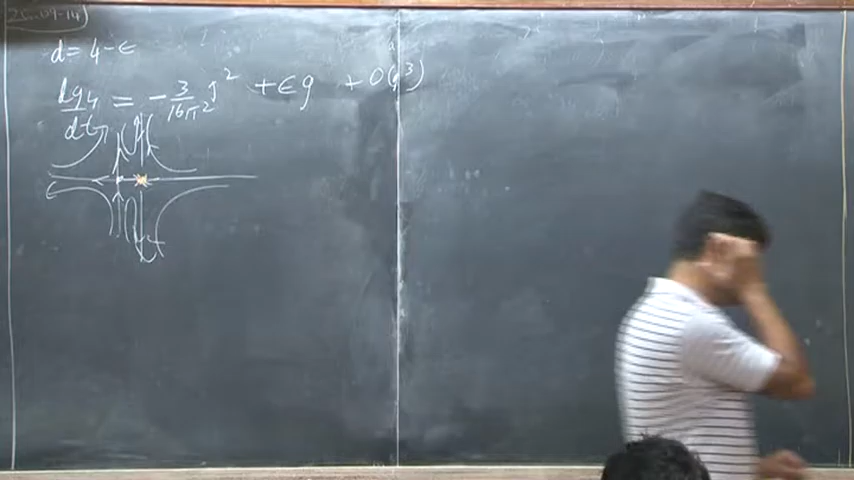 d = 4 - ϵ
dg₄/dt = - 3/16π² g² + ϵg + O(g³)